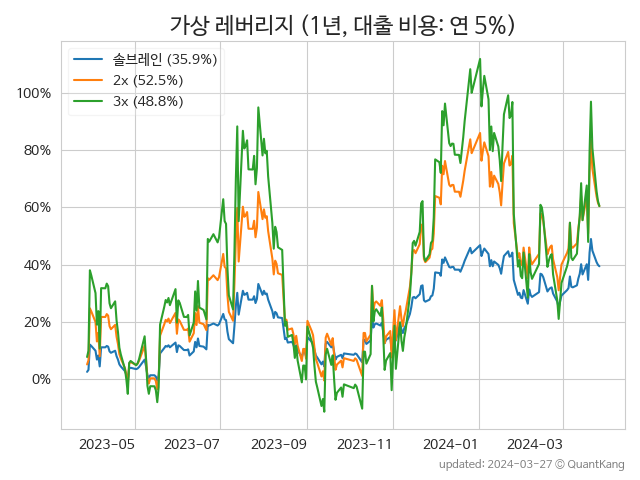 가상 레버리지 (1년, 대출 비용: 연 5%)
솔브레인 (35.9%)
2x (52.5%)
3x (48.8%)
100%
80%
60%
40%
20%
0%
2023-05 2023-07 2023-09 2023-11 2024-01 2024-03
updated: 2024-03-27 © QuantKang